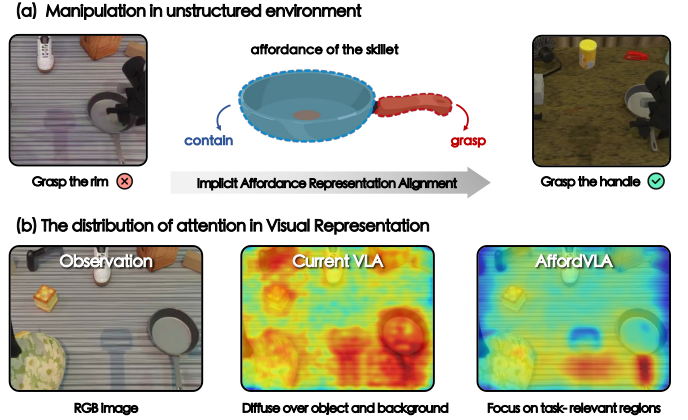 (a) Manipulation in unstructured environment
affordance of the skillet
contain
grasp
Grasp the rim
Implicit Affordance Representation Alignment
Grasp the handle
(b) The distribution of attention in Visual Representation
Observation
Current VLA
AffordVLA
RGB Image
Diffuse over object and background
Focus on task- relevant regions